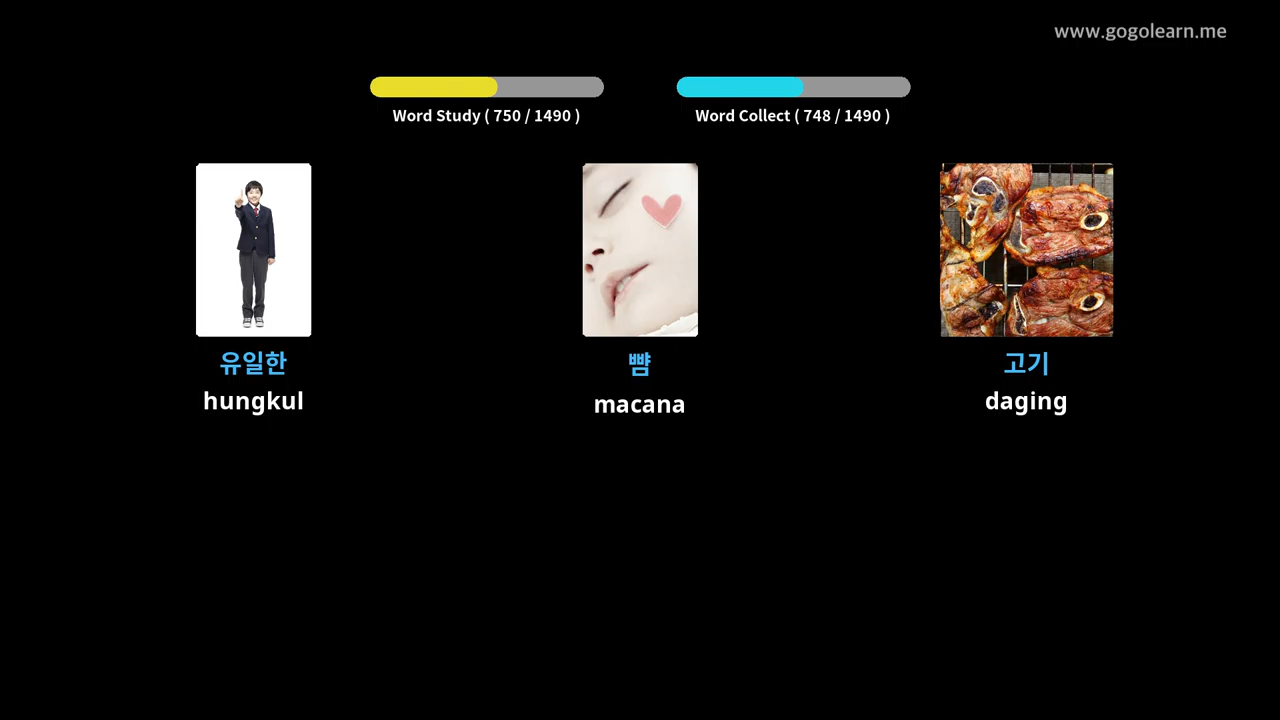 www.gogolearn.me
Word Study ( 750 / 1490 )
Word Collect ( 748 / 1490 )
유일한
hungkul
뺨
macana
고기
daging